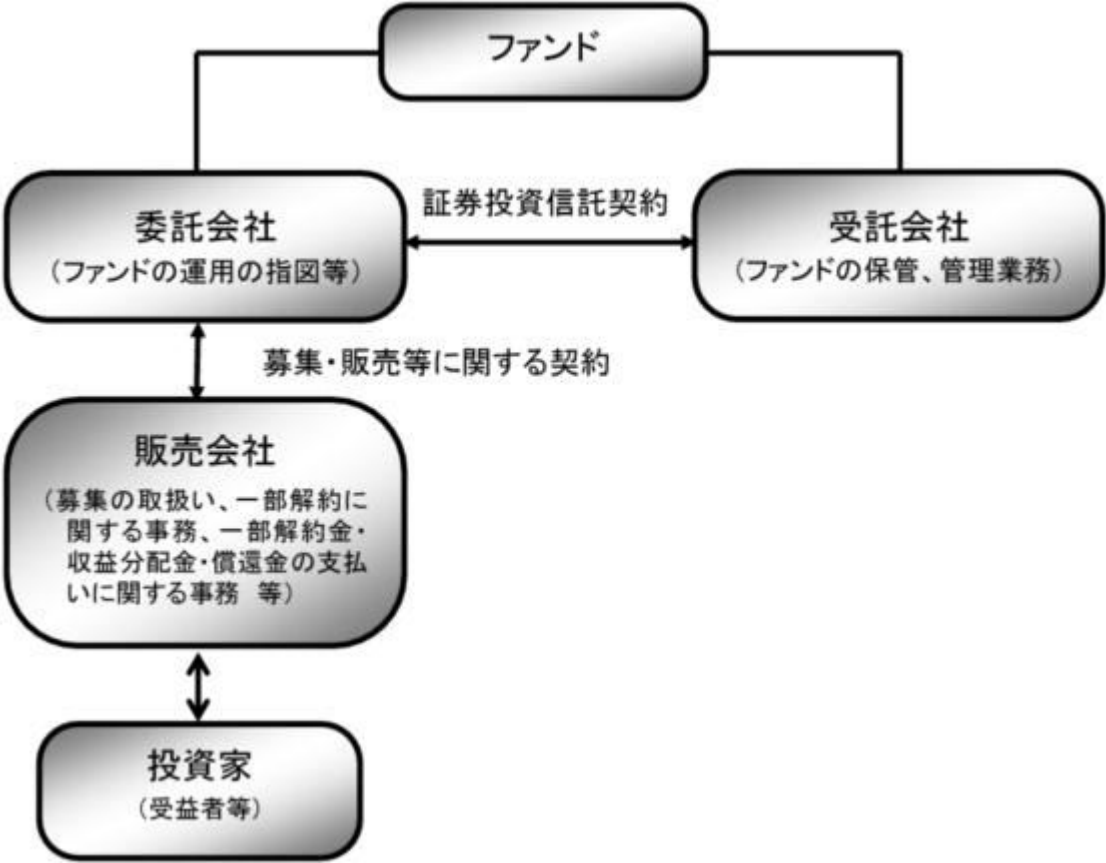 ファンド
証券投資信託契約
委託会社
（ファンドの運用の指図等）
受託会社
（ファンドの保管、管理業務）
募集・販売等に関する契約
販売会社
（募集の取扱い、一部解約に
関する事務、一部解約金・
収益分配金・償還金の支払
いに関する事務　等）
投資家
（受益者等）